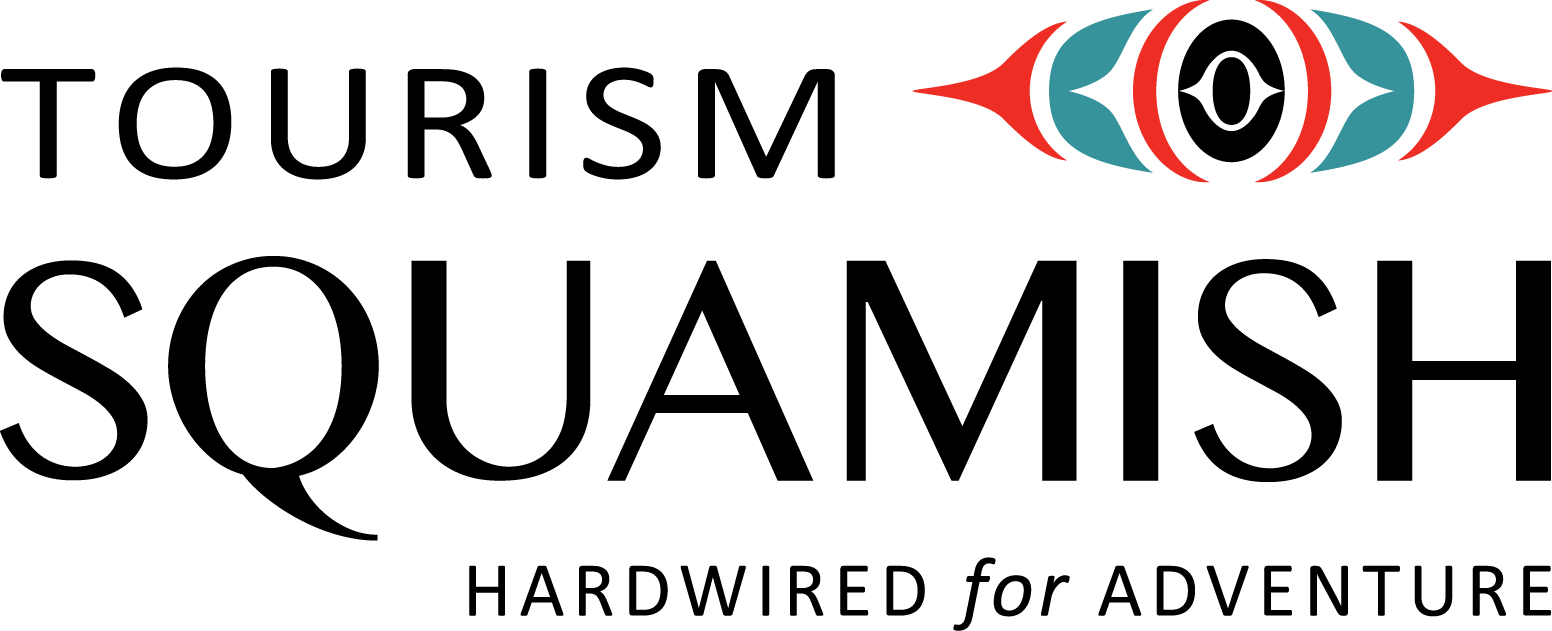 TOURISM
SQUAMISH
HARDWIRED for ADVENTURE